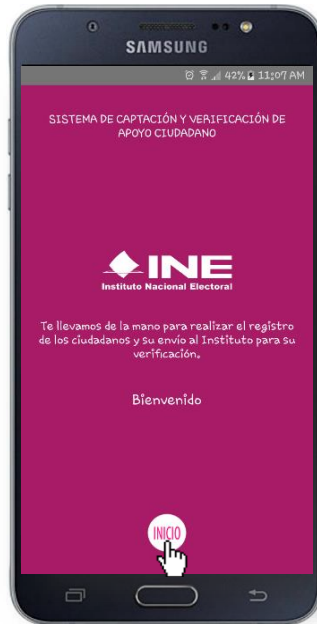 SAMSUNG
42% 11:07 AM
SISTEMA DE CAPTACIÓN Y VERIFICACIÓN DE
APOYO CIUDADANO
INE
Instituto Nacional Electoral
Te llevamos de la mano para realizar el registro
de los ciudadanos y su envío al Instituto para su
verificación.
Bienvenido
INICIO